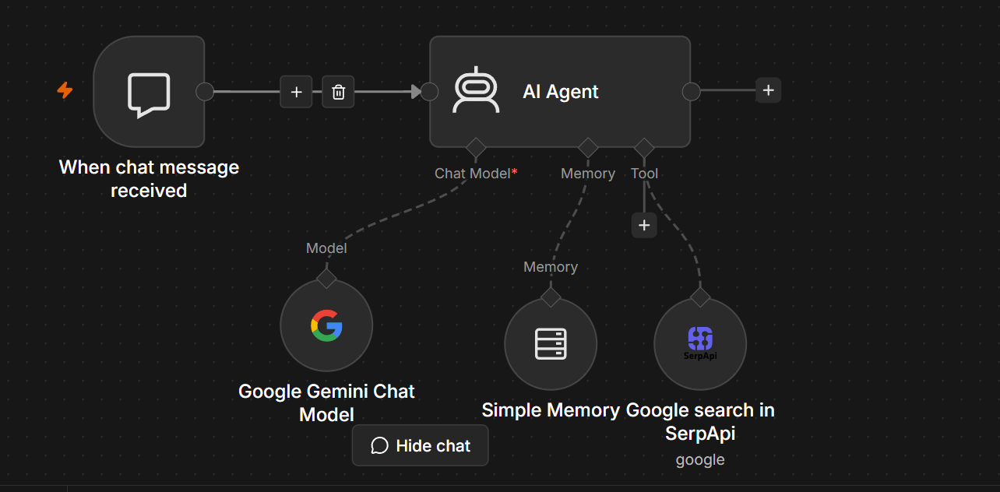 AI Agent
When chat message
received
Chat Model*
Memory
Tool
Model
Memory
SerpApi
Google Gemini Chat
Model
Simple Memory
Google search in
SerpApi
google
Hide chat